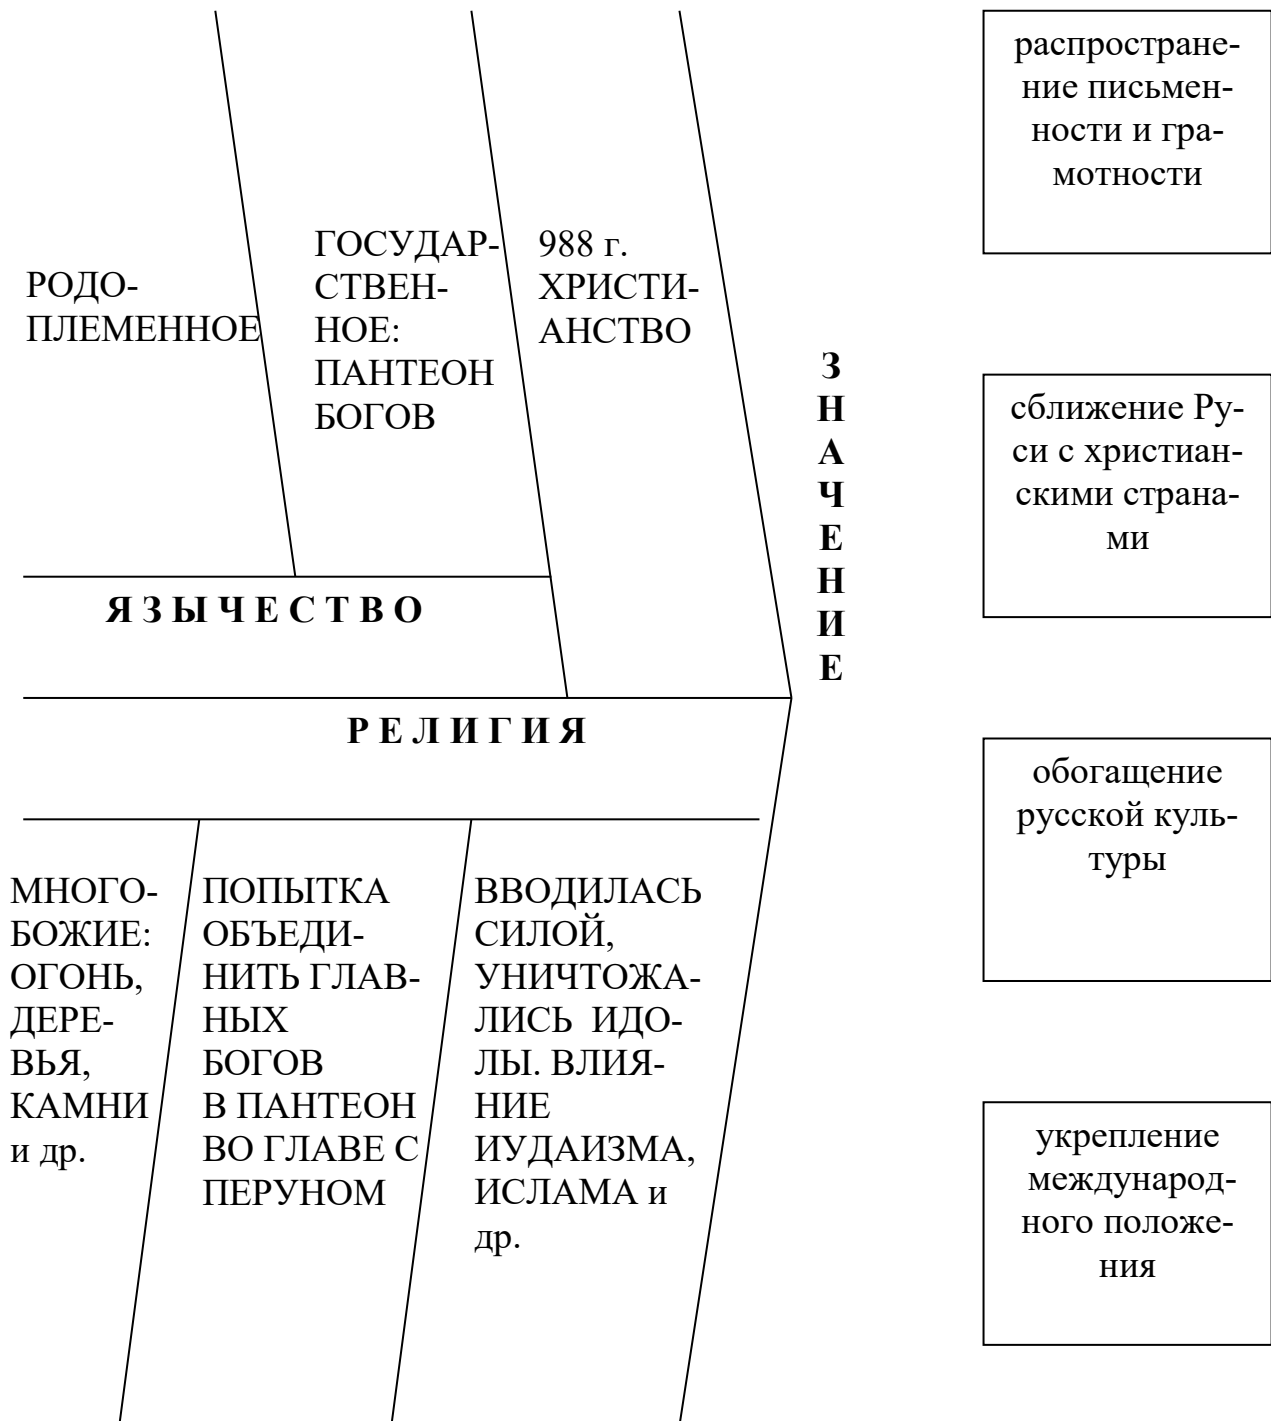 РОДО-
ПЛЕМЕННОЕ
ГОСУДАР-
СТВЕН-
НОЕ:
ПАНТЕОН
БОГОВ
988 г.
ХРИСТИ-
АНСТВО
Я З Ы Ч Е С Т В О
Р Е Л И Г И Я
МНОГО-
БОЖИЕ:
ОГОНЬ,
ДЕРЕ-
ВЬЯ,
КАМНИ
и др.
ПОПЫТКА
ОБЪЕДИ-
НИТЬ ГЛАВ-
НЫХ
БОГОВ
В ПАНТЕОН
ВО ГЛАВЕ С
ПЕРУНОМ
ВВОДИЛАСЬ
СИЛОЙ,
УНИЧТОЖА-
ЛИСЬ ИДО-
ЛЫ. ВЛИЯ-
НИЕ
ИУДАИЗМА,
ИСЛАМА и
др.
З
Н
А
Ч
Е
Н
И
Е
распростране-
ние письмен-
ности и гра-
мотности
сближение Ру-
си с христиан-
скими страна-
ми
обогащение
русской куль-
туры
укрепление
международ-
ного положе-
ния